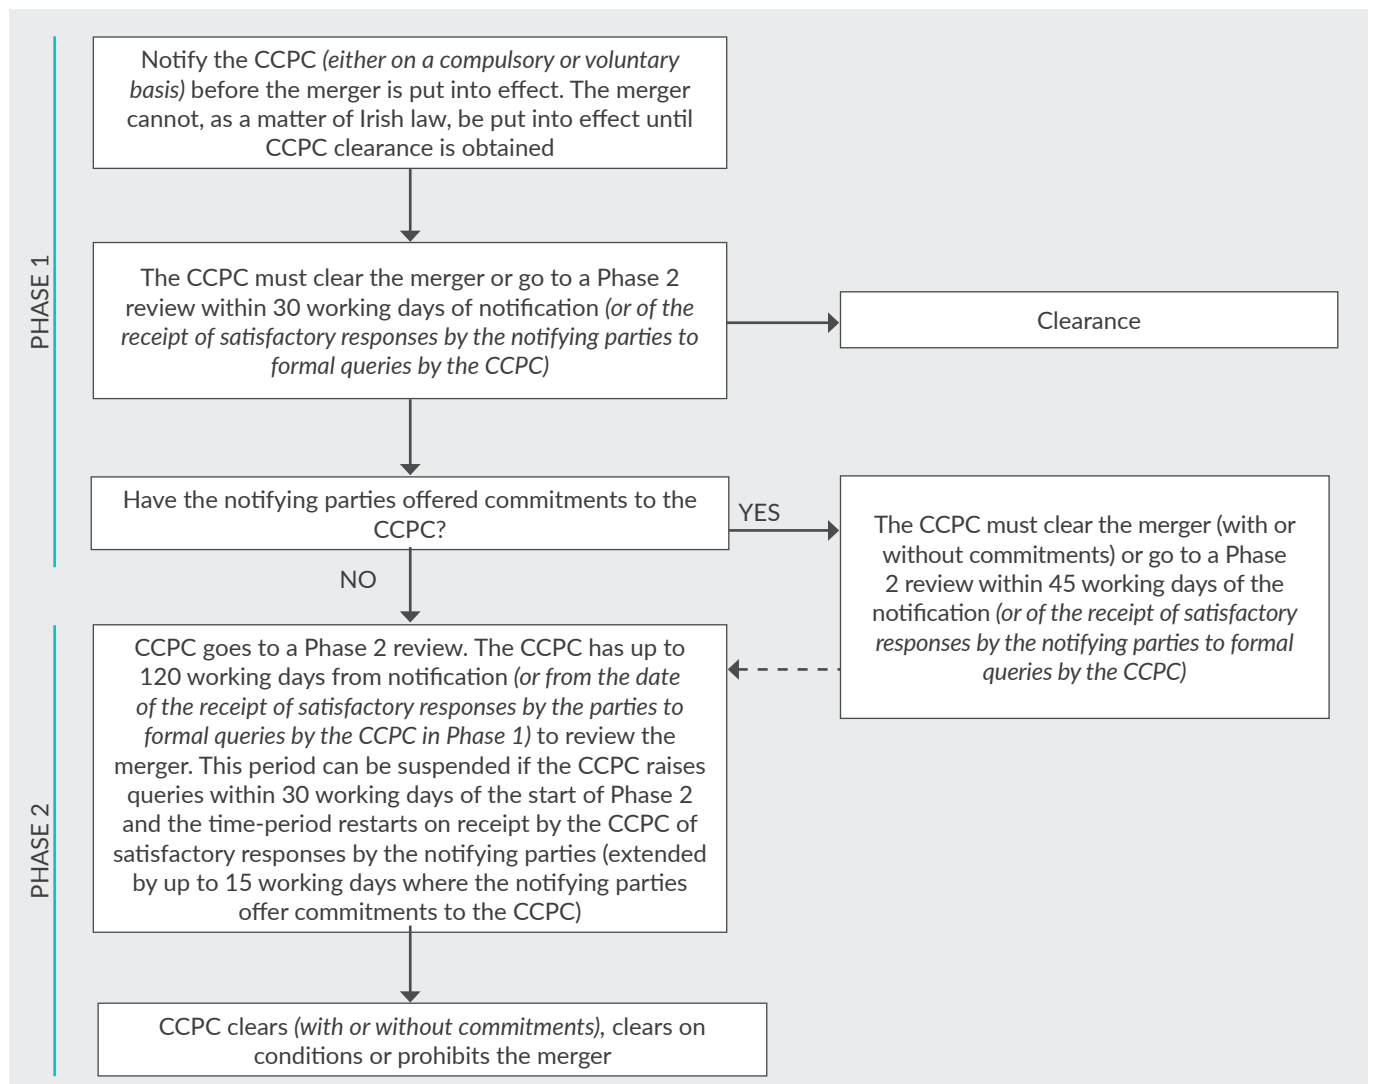 PHASE 1
Notify the CCPC (either on a compulsory or voluntary
basis) before the merger is put into effect. The merger
cannot, as a matter of Irish law, be put into effect until
CCPC clearance is obtained
The CCPC must clear the merger or go to a Phase 2
review within 30 working days of notification (or of the
receipt of satisfactory responses by the notifying parties to
formal queries by the CCPC)
Clearance
Have the notifying parties offered commitments to the
CCPC?
YES
The CCPC must clear the merger (with or
without commitments) or go to a Phase
2 review within 45 working days of the
notification (or of the receipt of satisfactory
responses by the notifying parties to formal
queries by the CCPC)
NO
PHASE 2
CCPC goes to a Phase 2 review. The CCPC has up to
120 working days from notification (or from the date
of the receipt of satisfactory responses by the parties to
formal queries by the CCPC in Phase 1) to review the
merger. This period can be suspended if the CCPC raises
queries within 30 working days of the start of Phase 2
and the time-period restarts on receipt by the CCPC of
satisfactory responses by the notifying parties (extended
by up to 15 working days where the notifying parties
offer commitments to the CCPC)
CCPC clears (with or without commitments), clears on
conditions or prohibits the merger